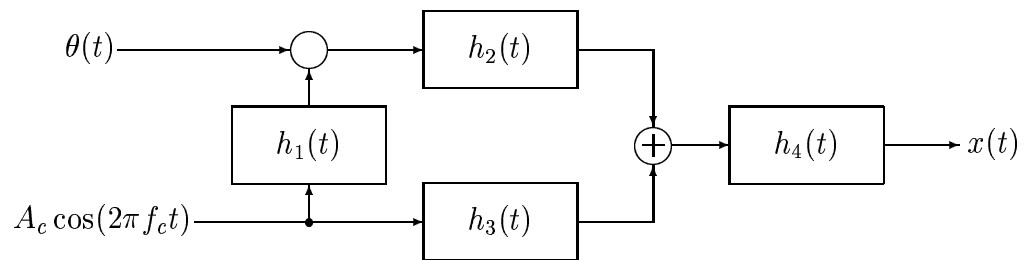 θ(t)
h₂(t)
h₁(t)
+
h₄(t)
x(t)
A_c cos(2πf_c t)
h₃(t)